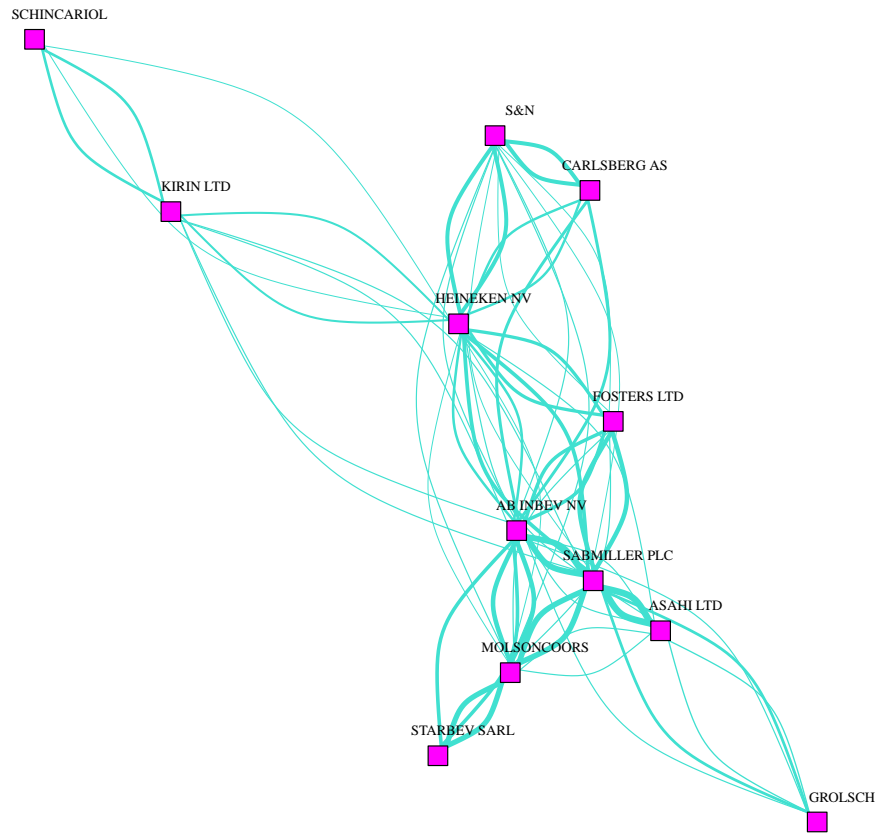 SCHINCARIOL
S&N
CARLSBERG AS
KIRIN LTD
HEINEKEN NV
FOSTERS LTD
AB INBEV NV
SABMILLER PLC
ASAHI LTD
MOLSONCOORS
STARBEV SARL
GROLSCH